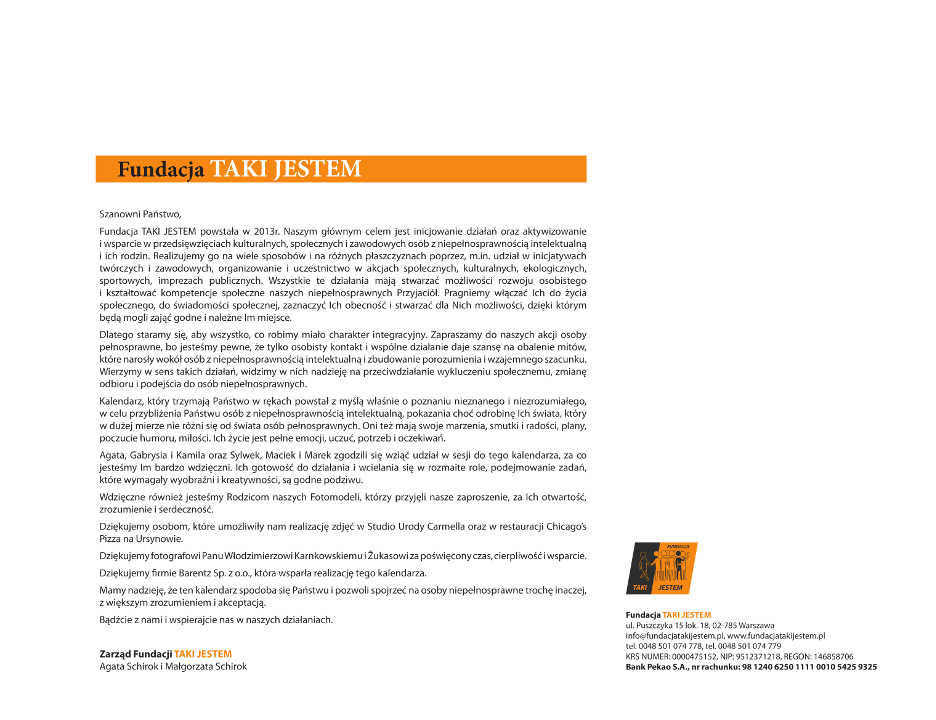 Fundacja TAKI JESTEM
Szanowni Państwo,
Fundacja TAKI JESTEM powstała w 2013r. Naszym głównym celem jest inicjowanie działań oraz aktywizowanie
i wsparcie w przedsięwzięciach kulturalnych, społecznych i zawodowych osób z niepełnosprawnością intelektualną
i ich rodzin. Realizujemy go na wiele sposobów i na różnych płaszczyznach poprzez, m.in. udział w inicjatywach
twórczych i zawodowych, organizowanie i uczestnictwo w akcjach społecznych, kulturalnych, ekologicznych,
sportowych, imprezach publicznych. Wszystkie te działania mają stwarzać możliwości rozwoju osobistego
i kształtować kompetencje społeczne naszych niepełnosprawnych Przyjaciół. Pragniemy włączać Ich do życia
społecznego, do świadomości społecznej, zaznaczyć Ich obecność i stwarzać dla Nich możliwości, dzięki którym
będą mogli zająć godne i należne Im miejsce.
Dlatego staramy się, aby wszystko, co robimy miało charakter integracyjny. Zapraszamy do naszych akcji osoby
pełnosprawne, bo jesteśmy pewne, że tylko osobisty kontakt i wspólne działanie daje szansę na obalenie mitów,
które narosły wokół osób z niepełnosprawnością intelektualną i zbudowanie porozumienia i wzajemnego szacunku.
Wierzymy w sens takich działań, widzimy w nich nadzieję na przeciwdziałanie wykluczeniu społecznemu, zmianę
odbioru i podejścia do osób niepełnosprawnych.
Kalendarz, który trzymają Państwo w rękach powstał z myślą właśnie o poznaniu nieznanego i niezrozumiałego,
w celu przybliżenia Państwu osób z niepełnosprawnością intelektualną, pokazania choć odrobinę Ich świata, który
w dużej mierze nie różni się od świata osób pełnosprawnych. Oni też mają swoje marzenia, smutki i radości, plany,
poczucie humoru, miłości. Ich życie jest pełne emocji, uczuć, potrzeb i oczekiwań.
Agata, Gabrysia i Kamila oraz Sylwek, Maciek i Marek zgodzili się wziąć udział w sesji do tego kalendarza, za co
jesteśmy Im bardzo wdzięczni. Ich gotowość do działania i wcielania się w rozmaite role, podejmowanie zadań,
które wymagały wyobraźni i kreatywności, są godne podziwu.
Wdzięczne również jesteśmy Rodzicom naszych Fotomodeli, którzy przyjęli nasze zaproszenie, za Ich otwartość,
zrozumienie i serdeczność.
Dziękujemy osobom, które umożliwiły nam realizację zdjęć w Studio Urody Carmella oraz w restauracji Chicago's
Pizza na Ursynowie.
Dziękujemy fotografowi Panu Włodzimierzowi Karnkowskiemu i Żukasowi za poświęcony czas, cierpliwość i wsparcie.
Dziękujemy firmie Barentz Sp. z o.o., która wsparła realizację tego kalendarza.
Mamy nadzieję, że ten kalendarz spodoba się Państwu i pozwoli spojrzeć na osoby niepełnosprawne trochę inaczej,
z większym zrozumieniem i akceptacją.
Bądźcie z nami i wspierajcie nas w naszych działaniach.
Zarząd Fundacji TAKI JESTEM
Agata Schirok i Małgorzata Schirok
FUNDACJA
TAKI JESTEM
Fundacja TAKI JESTEM
ul. Puszczyka 15 lok. 18, 02-785 Warszawa
info@fundacjatakijestem.pl, www.fundacjatakijestem.pl
tel. 0048 501 074 778, tel. 0048 501 074 779
KRS NUMER: 0000475152, NIP: 9512371218, REGON: 146858706
Bank Pekao S.A., nr rachunku: 98 1240 6250 1111 0010 5425 9325